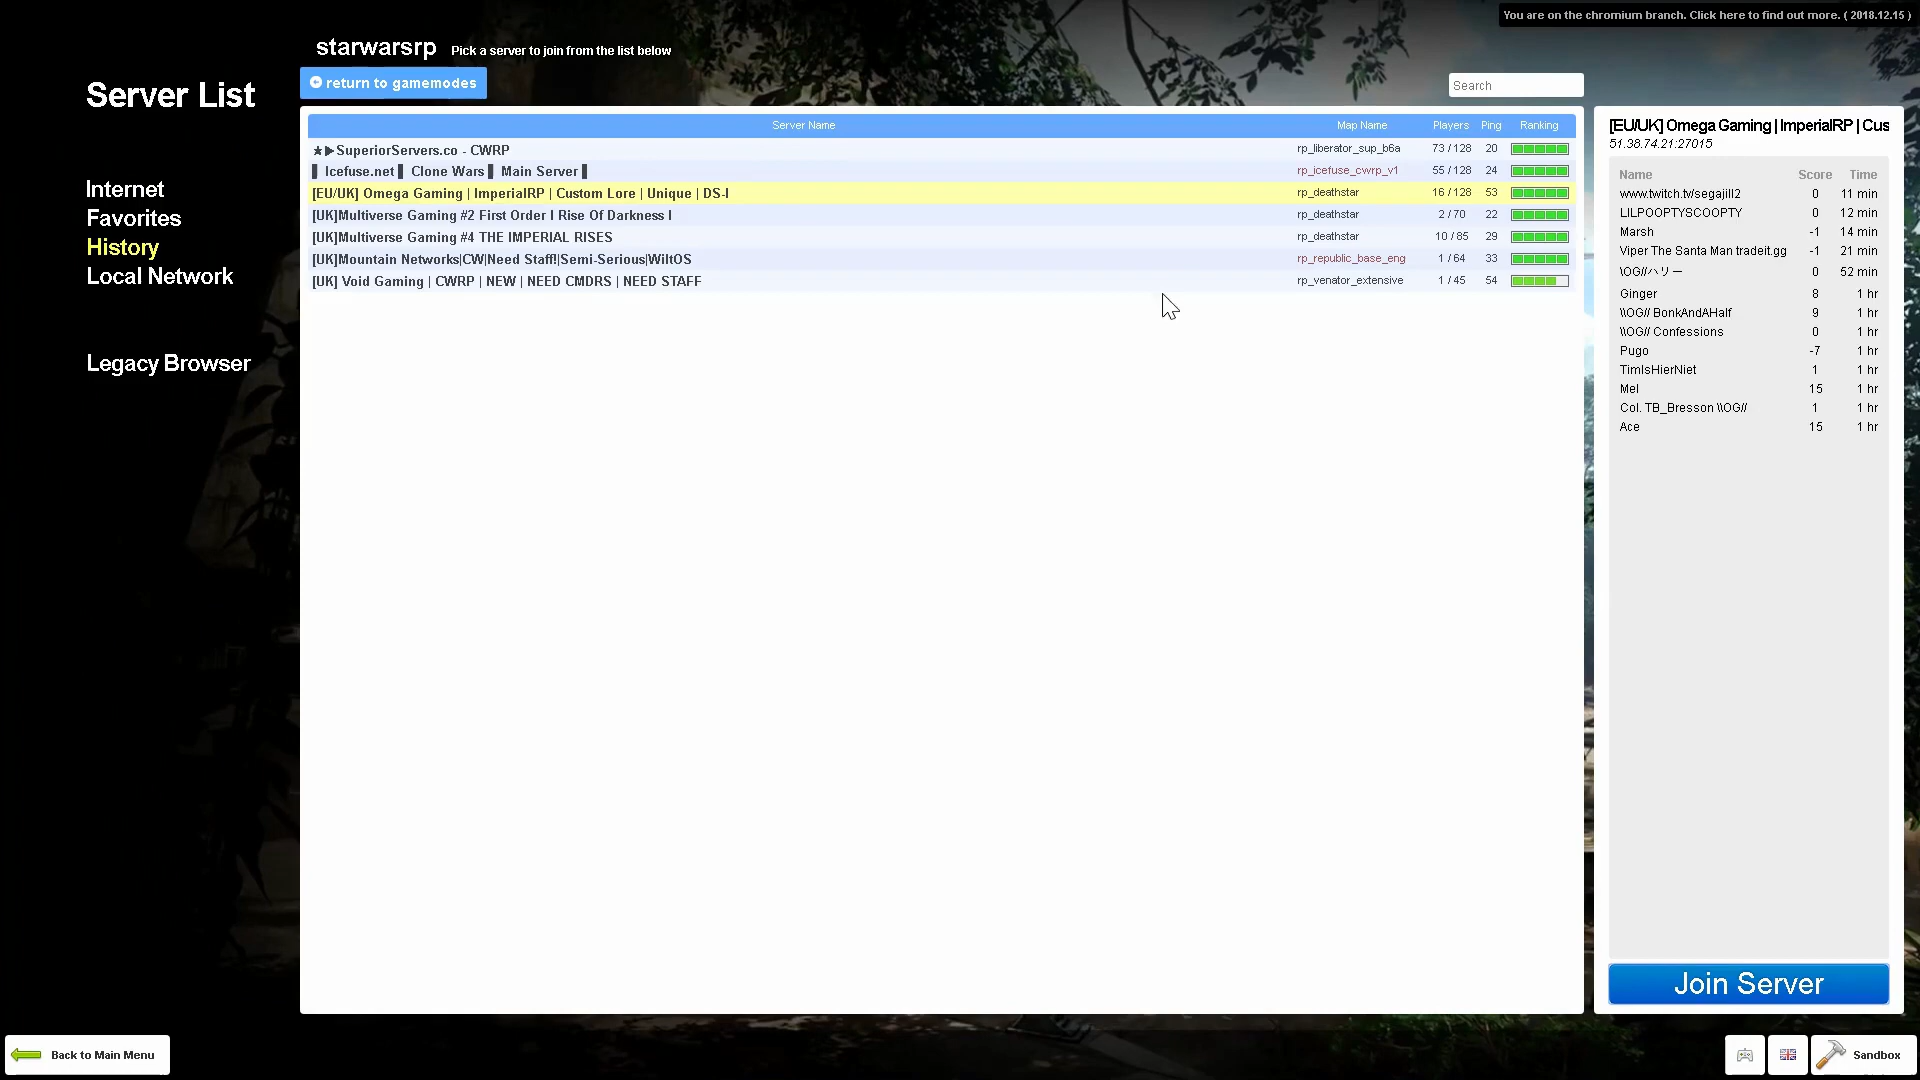 You are on the chromium branch. Click here to find out more. ( 2018.12.15 )
starwarsrp Pick a server to join from the list below
Server List
return to gamemodes
Search
Server Name Map Name Players Ping Ranking
★▶SuperiorServers.co - CWRP rp_liberator_sup_b6a 73 / 128 20
▌Icefuse.net▌ Clone Wars▌ Main Server▐ rp_icefuse_cwrp_v1 55 / 128 24
[EU/UK] Omega Gaming | ImperialRP | Custom Lore | Unique | DS-I rp_deathstar 16 / 128 53
[UK]Multiverse Gaming #2 First Order I Rise Of Darkness I rp_deathstar 2 / 70 22
[UK]Multiverse Gaming #4 THE IMPERIAL RISES rp_deathstar 10 / 85 29
[UK]Mountain Networks|CW|Need Staff!|Semi-Serious|WiltOS rp_republic_base_eng 1 / 64 33
[UK] Void Gaming | CWRP | NEW | NEED CMDRS | NEED STAFF rp_venator_extensive 1 / 45 54
Internet
Favorites
History
Local Network
Legacy Browser
[EU/UK] Omega Gaming | ImperialRP | Cus
51.38.74.21:27015
Name Score Time
www.twitch.tv/segajill2 0 11 min
LILPOOPTYSCOOPTY 0 12 min
Marsh -1 14 min
Viper The Santa Man tradeit.gg -1 21 min
\OG//ハリー 0 52 min
Ginger 8 1 hr
\\OG// BonkAndAHalf 9 1 hr
\\OG// Confessions 0 1 hr
Pugo -7 1 hr
TimIsHierNiet 1 1 hr
Mel 15 1 hr
Col. TB_Bresson \\OG// 1 1 hr
Ace 15 1 hr
Join Server
Back to Main Menu
Sandbox